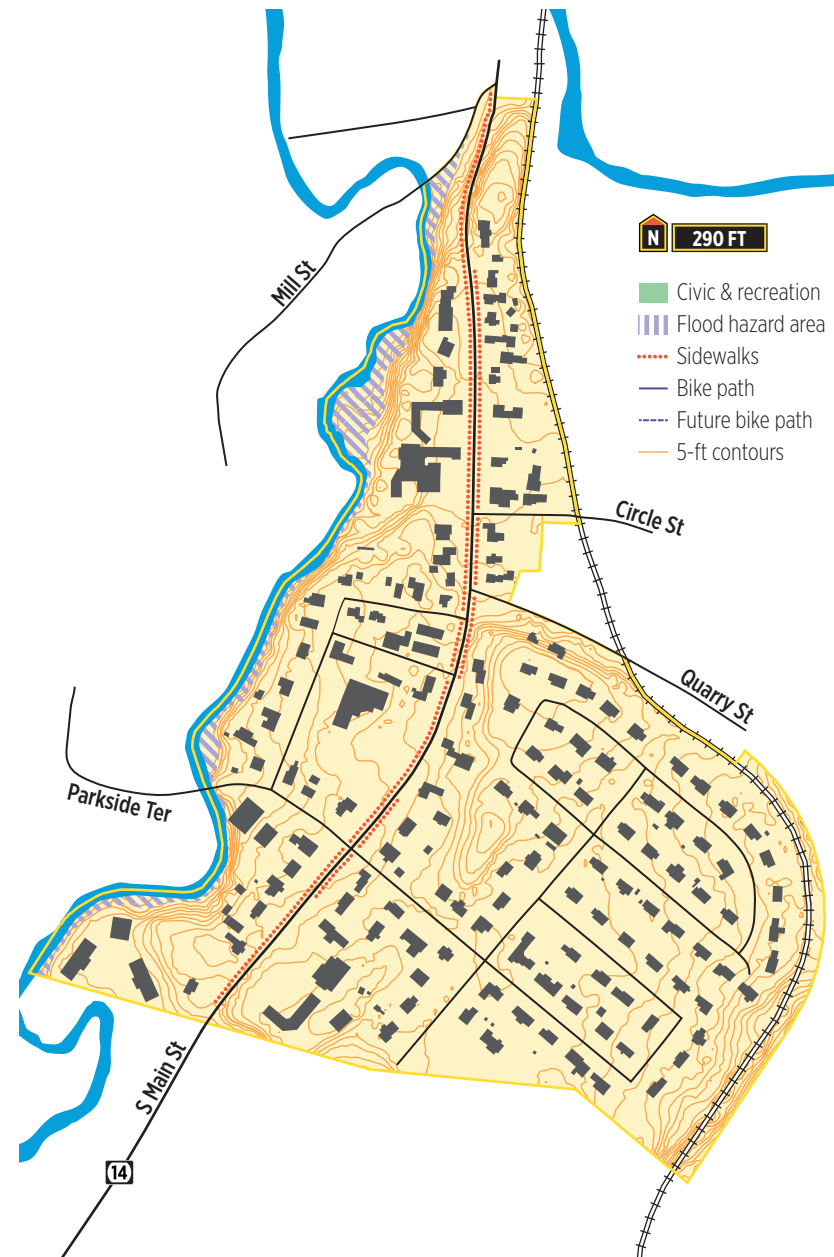 N
290 FT
Civic & recreation
Flood hazard area
Sidewalks
Bike path
Future bike path
5-ft contours
Mill St
Circle St
Quarry St
Parkside Ter
S Main St
14